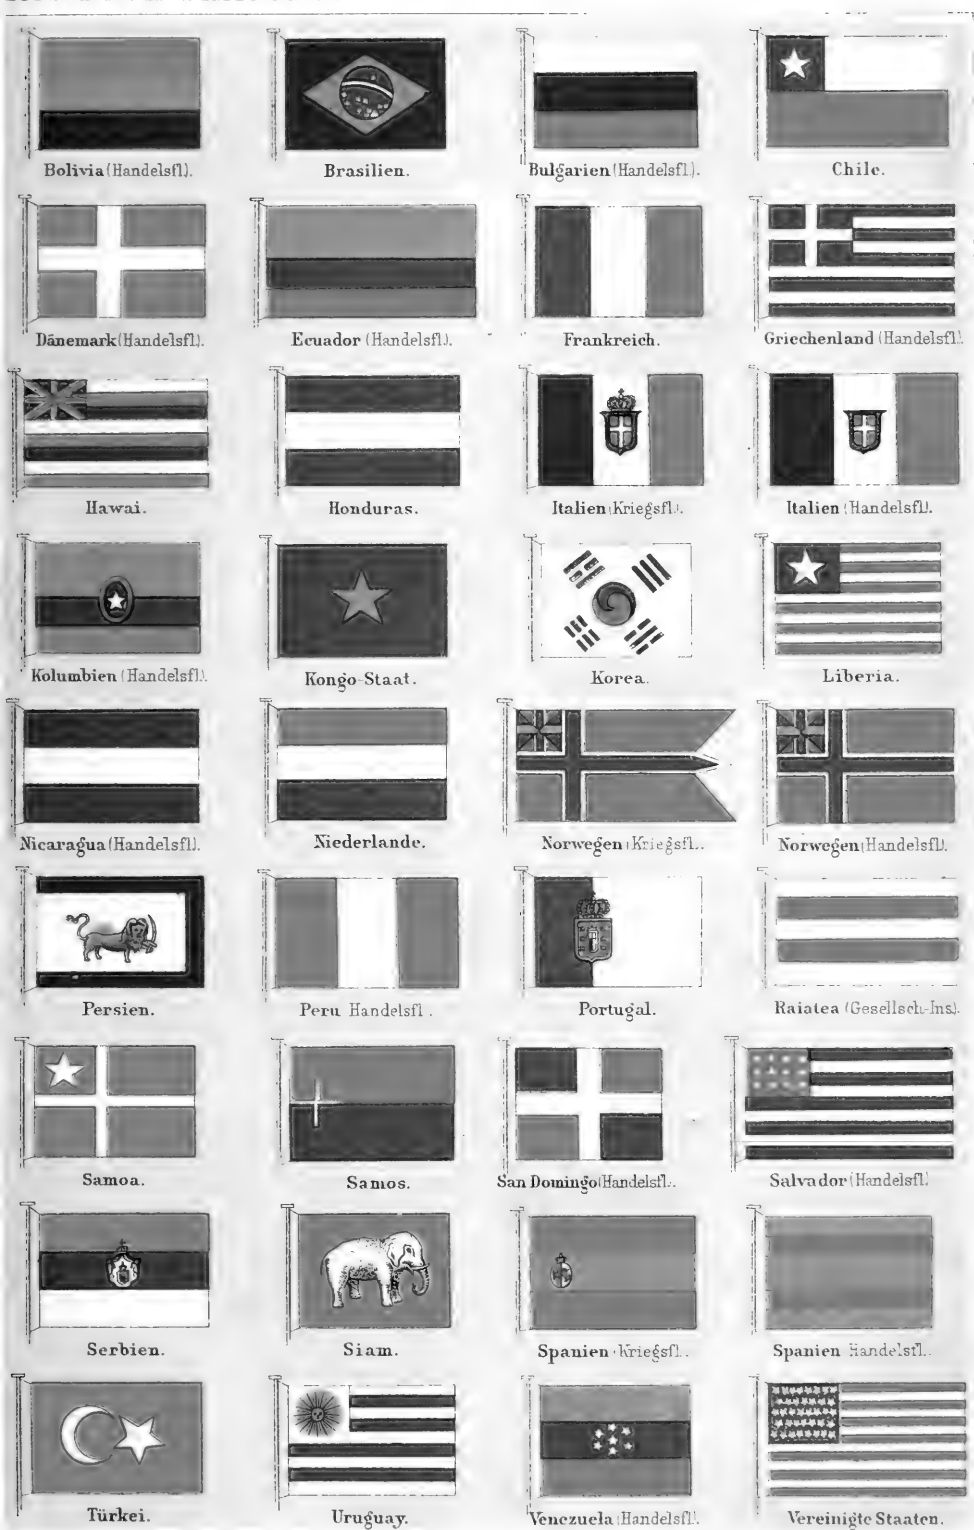 Bolivia (Handelsfl). Brasilien. Bulgarien (Handelsfl). Chile.
Dänemark (Handelsfl). Ecuador (Handelsfl). Frankreich. Griechenland (Handelsfl).
Hawai. Honduras. Italien (Kriegsfl). Italien (Handelsfl).
Kolumbien (Handelsfl). Kongo-Staat. Korea. Liberia.
Nicaragua (Handelsfl). Niederlande. Norwegen (Kriegsfl.. Norwegen (Handelsfl).
Persien. Peru Handelsfl . Portugal. Raiatea (Gesellsch.-Ins).
Samoa. Samos. San Domingo (Handelsfl.. Salvador (Handelsfl)
Serbien. Siam. Spanien Kriegsfl.. Spanien Handelsfl..
Türkei. Uruguay. Venezuela (Handelsfl). Vereinigte Staaten.